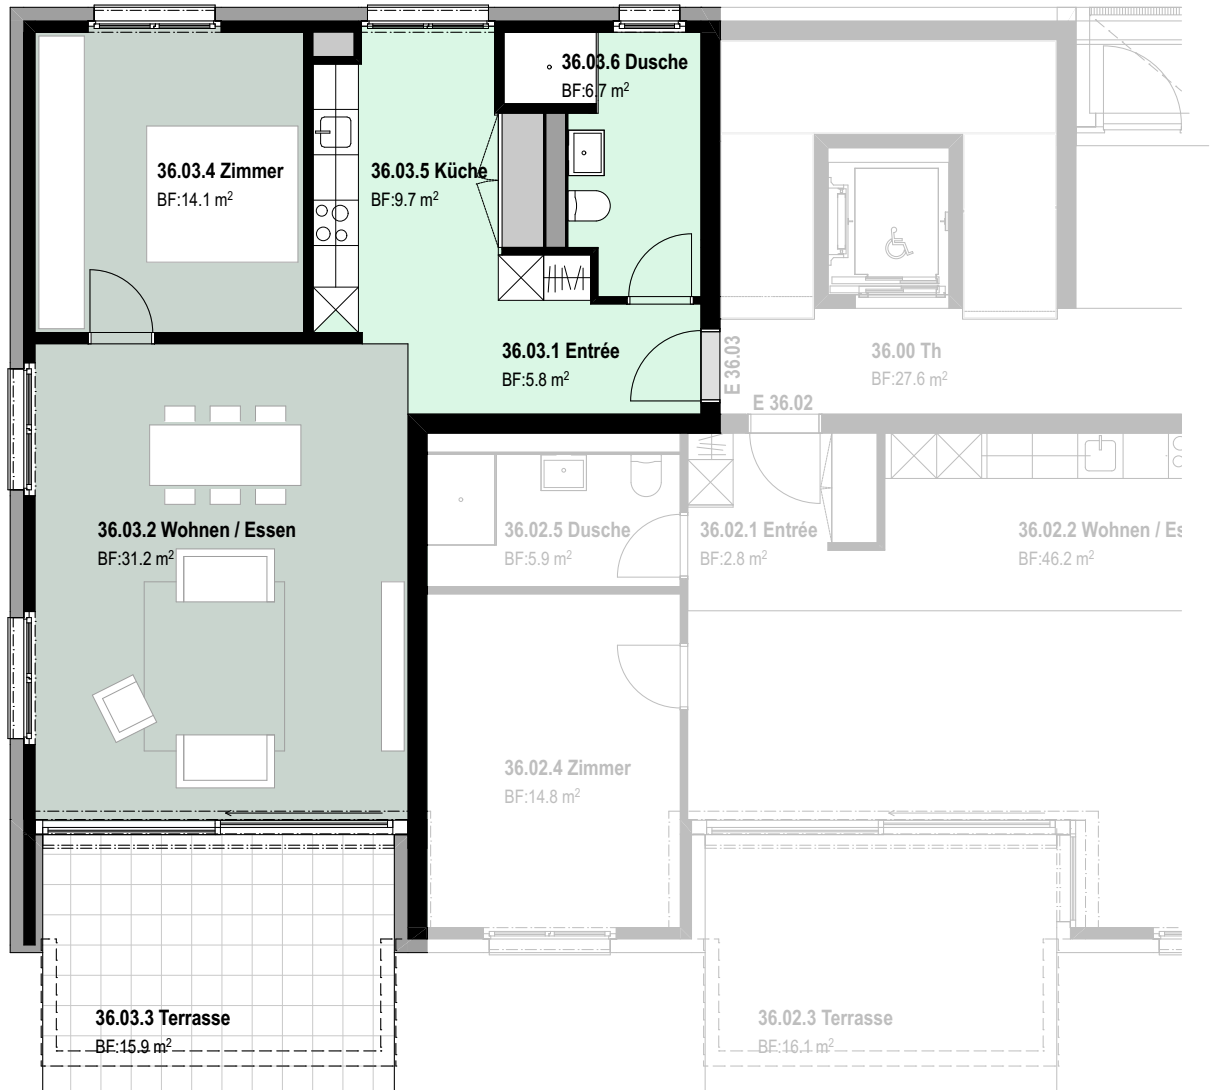 36.03.6 Dusche
BF:6.7 m²
36.03.4 Zimmer
BF:14.1 m²
36.03.5 Küche
BF:9.7 m²
36.03.1 Entrée
BF:5.8 m²
E 36.03
36.00 Th
BF:27.6 m²
E 36.02
36.03.2 Wohnen / Essen
BF:31.2 m²
36.02.5 Dusche
BF:5.9 m²
36.02.1 Entrée
BF:2.8 m²
36.02.2 Wohnen / Es
BF:46.2 m²
36.02.4 Zimmer
BF:14.8 m²
36.03.3 Terrasse
BF:15.9 m²
36.02.3 Terrasse
BF:16.1 m²